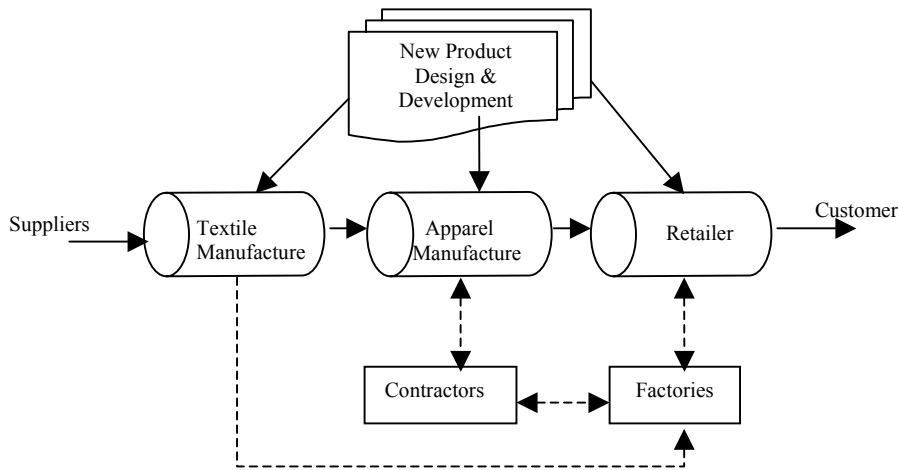 New Product
Design &
Development
Suppliers
Textile
Manufacture
Apparel
Manufacture
Retailer
Customer
Contractors
Factories